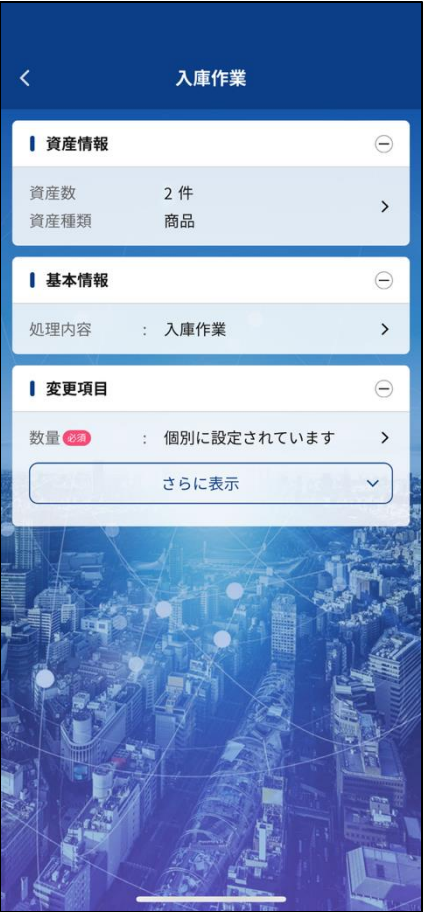 入庫作業
資産情報
資産数 2 件
資産種類 商品
基本情報
処理内容 : 入庫作業
変更項目
数量 必須 : 個別に設定されています
さらに表示